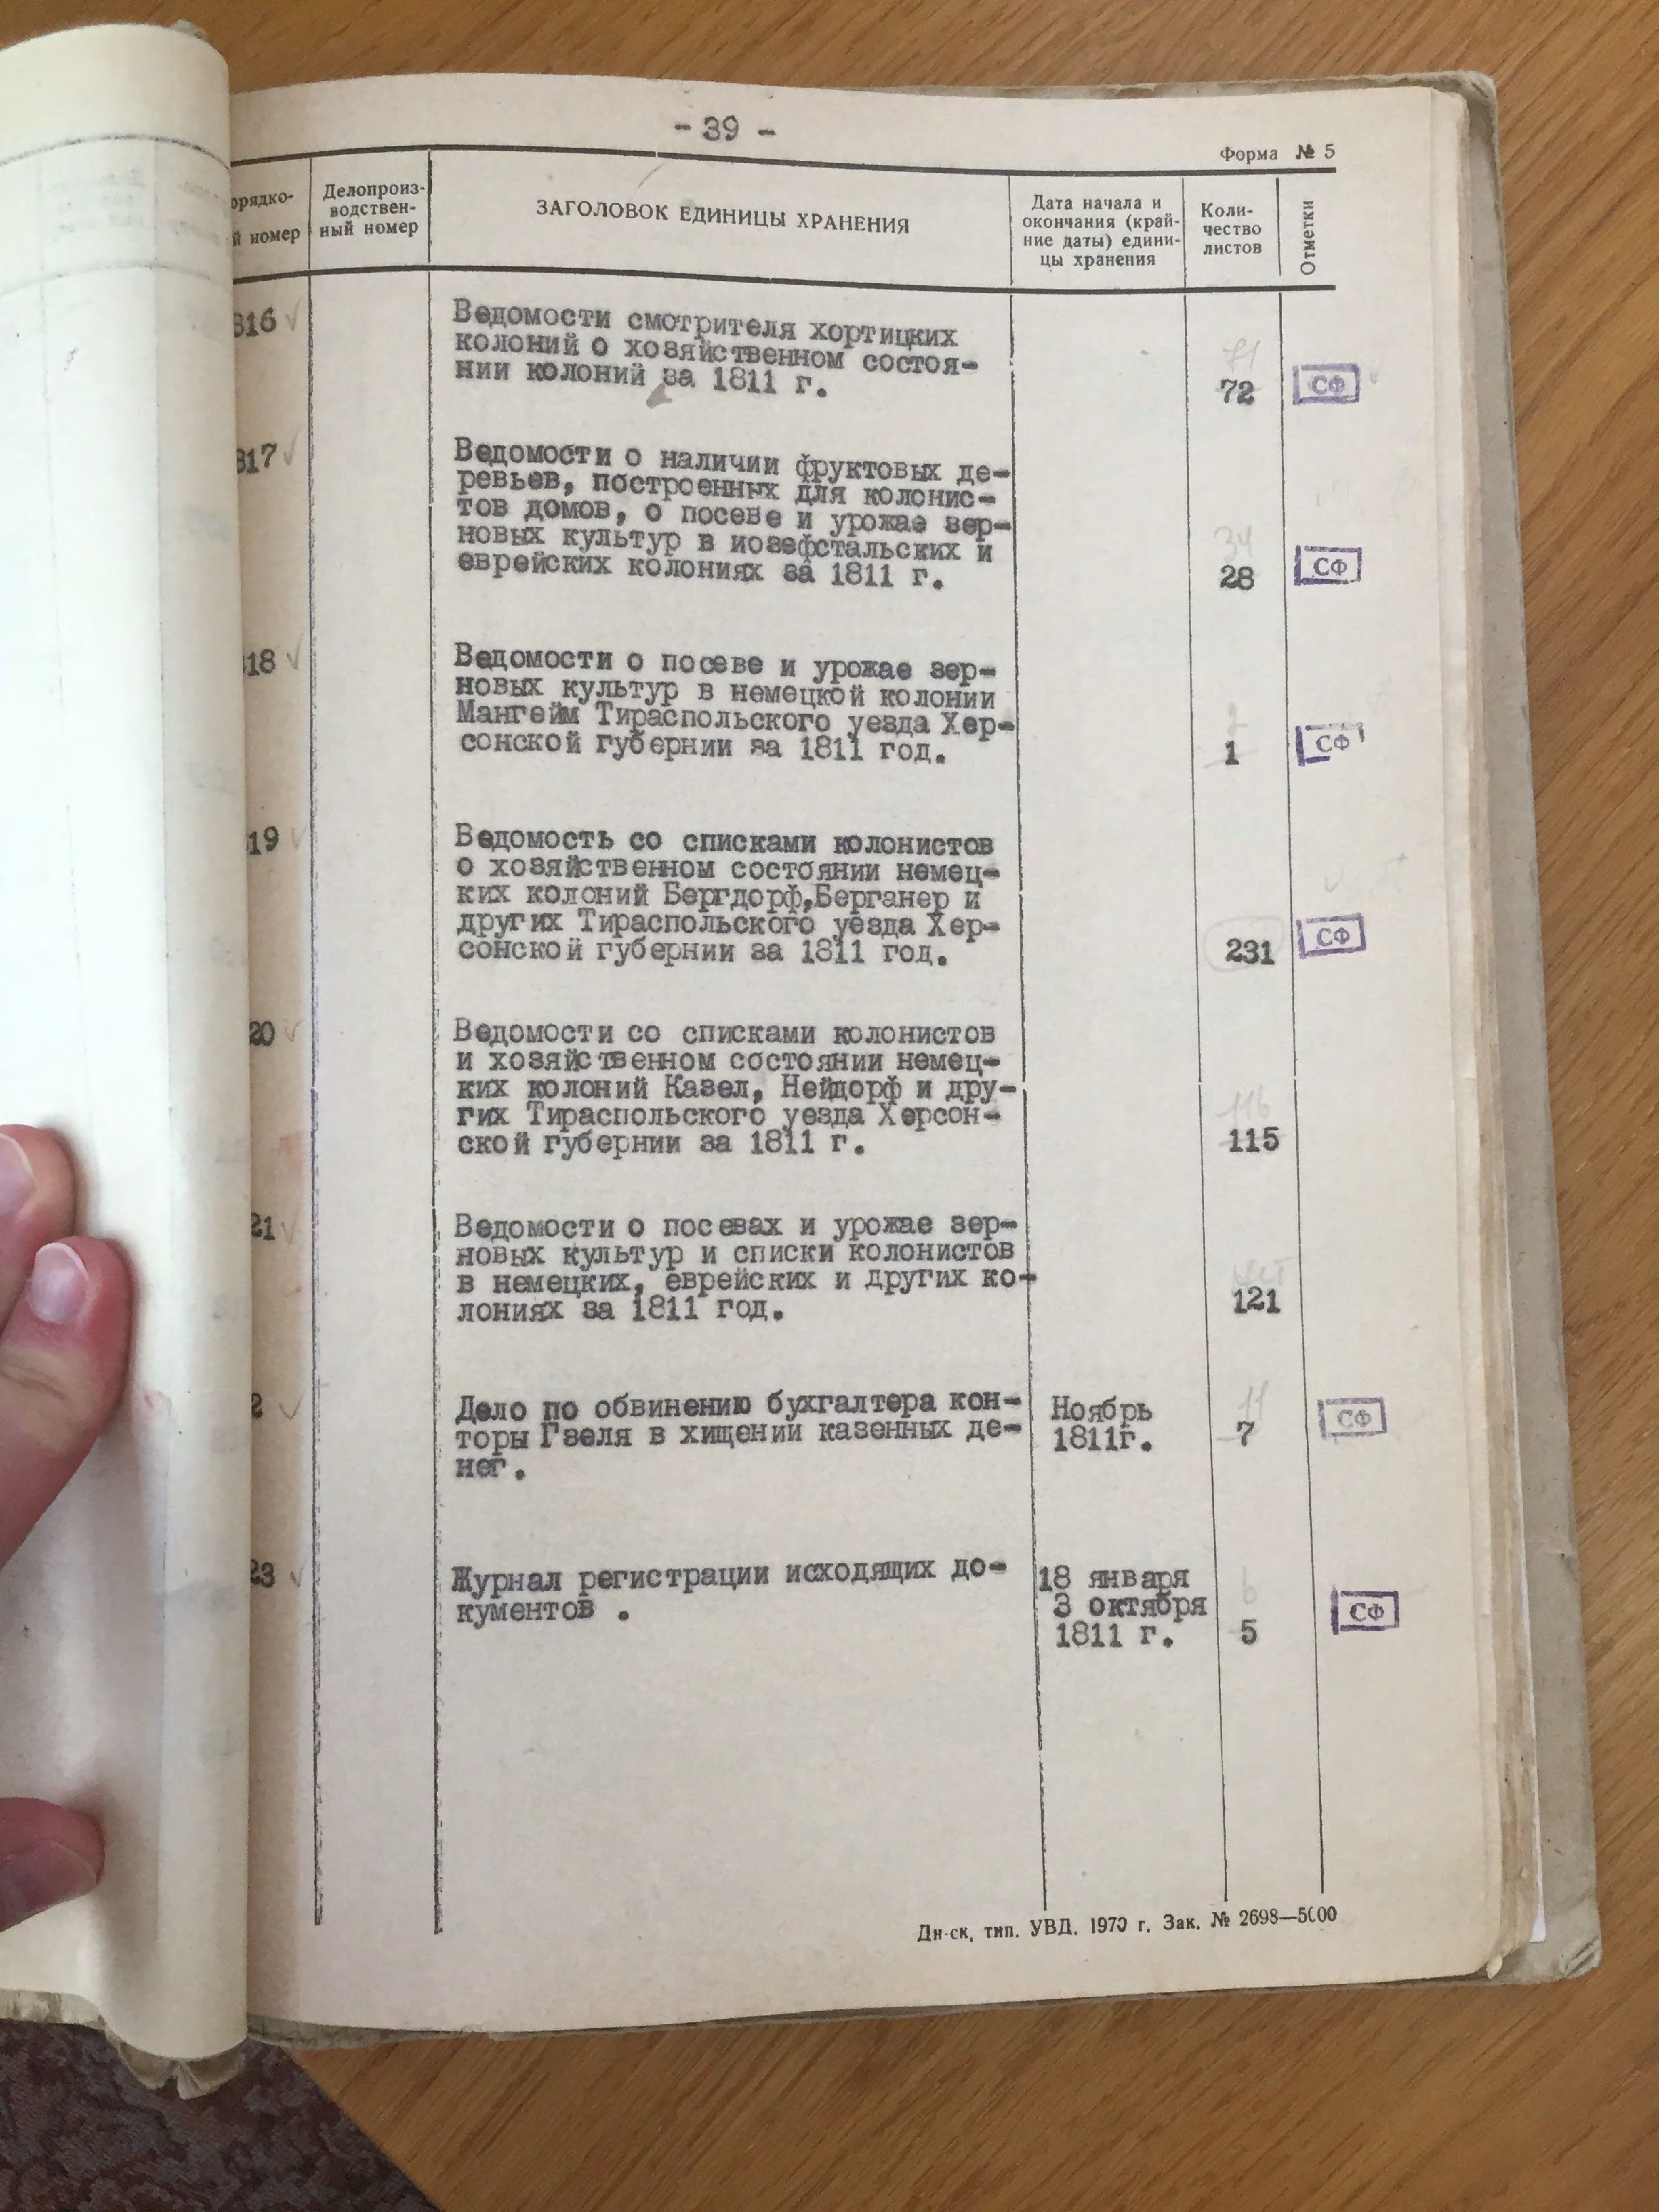 - 39 -
Форма № 5
орядко-
й номер
Делопроиз-
водствен-
ный номер
ЗАГОЛОВОК ЕДИНИЦЫ ХРАНЕНИЯ
Дата начала и
окончания (край-
ние даты) едини-
цы хранения
Коли-
чество
листов
Отметки
316
Ведомости смотрителя хортицких
колоний о хозяйственном состоя-
нии колоний за 1811 г.
71
72
СФ
317
Ведомости о наличии фруктовых де-
ревьев, построенных для колонис-
тов домов, о посеве и урожае зер-
новых культур в иозефстальских и
еврейских колониях за 1811 г.
34
28
СФ
18
Ведомости о посеве и урожае зер-
новых культур в немецкой колонии
Мангейм Тираспольского уезда Хер-
сонской губернии за 1811 год.
2
1
СФ
19
Ведомость со списками колонистов
о хозяйственном состоянии немец-
ких колоний Бергдорф,Берганер и
других Тираспольского уезда Хер-
сонской губернии за 1811 год.
231
СФ
20
Ведомости со списками колонистов
и хозяйственном состоянии немец-
ких колоний Казел, Нейдорф и дру-
гих Тираспольского уезда Херсон-
ской губернии за 1811 г.
116
115
21
Ведомости о посевах и урожае зер-
новых культур и списки колонистов
в немецких, еврейских и других ко-
лониях за 1811 год.
121
2
Дело по обвинению бухгалтера кон-
торы Гзеля в хищении казенных де-
нег.
Ноябрь
1811г.
11
7
СФ
23
Журнал регистрации исходящих до-
кументов .
18 января
3 октября
1811 г.
6
5
СФ
Дн-ск, тип. УВД. 1970 г. Зак. № 2698—5000